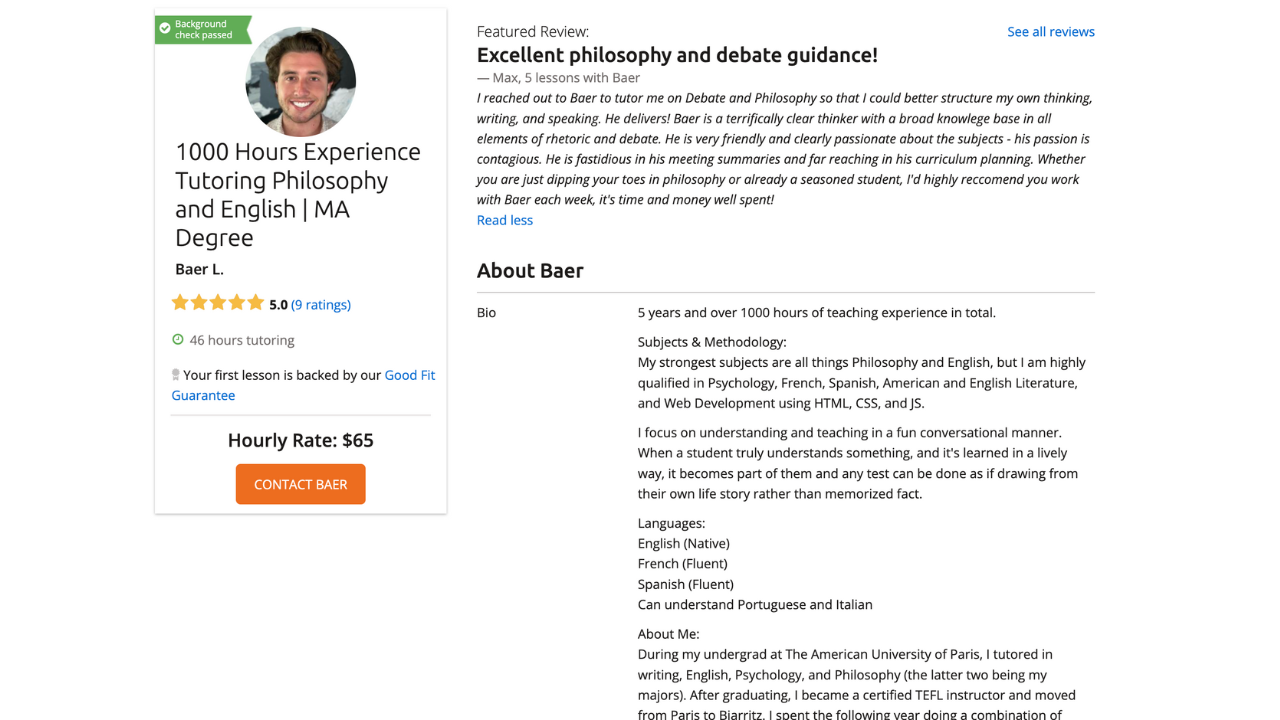 Background
check passed
1000 Hours Experience
Tutoring Philosophy
and English | MA
Degree
Baer L.
5.0 (9 ratings)
46 hours tutoring
Your first lesson is backed by our Good Fit
Guarantee
Hourly Rate: $65
CONTACT BAER
Featured Review:
See all reviews
Excellent philosophy and debate guidance!
— Max, 5 lessons with Baer
I reached out to Baer to tutor me on Debate and Philosophy so that I could better structure my own thinking,
writing, and speaking. He delivers! Baer is a terrifically clear thinker with a broad knowlege base in all
elements of rhetoric and debate. He is very friendly and clearly passionate about the subjects - his passion is
contagious. He is fastidious in his meeting summaries and far reaching in his curriculum planning. Whether
you are just dipping your toes in philosophy or already a seasoned student, I'd highly reccomend you work
with Baer each week, it's time and money well spent!
Read less
About Baer
Bio
5 years and over 1000 hours of teaching experience in total.
Subjects & Methodology:
My strongest subjects are all things Philosophy and English, but I am highly
qualified in Psychology, French, Spanish, American and English Literature,
and Web Development using HTML, CSS, and JS.
I focus on understanding and teaching in a fun conversational manner.
When a student truly understands something, and it's learned in a lively
way, it becomes part of them and any test can be done as if drawing from
their own life story rather than memorized fact.
Languages:
English (Native)
French (Fluent)
Spanish (Fluent)
Can understand Portuguese and Italian
About Me:
During my undergrad at The American University of Paris, I tutored in
writing, English, Psychology, and Philosophy (the latter two being my
majors). After graduating, I became a certified TEFL instructor and moved
from Paris to Biarritz. I spent the following year doing a combination of